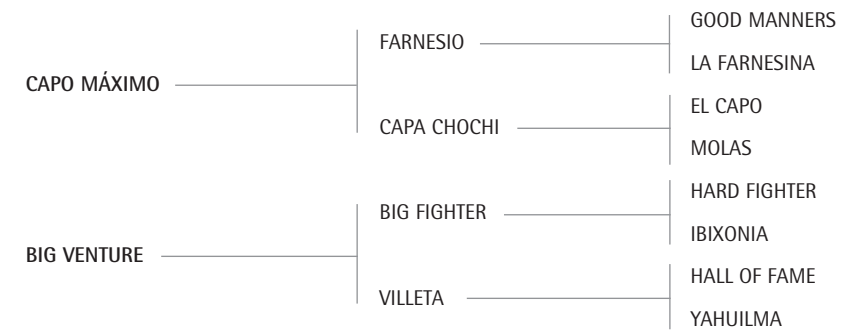 GOOD MANNERS
FARNESIO
LA FARNESINA
CAPO MÁXIMO
EL CAPO
CAPA CHOCHI
MOLAS
HARD FIGHTER
BIG FIGHTER
IBIXONIA
BIG VENTURE
HALL OF FAME
VILLETA
YAHUILMA